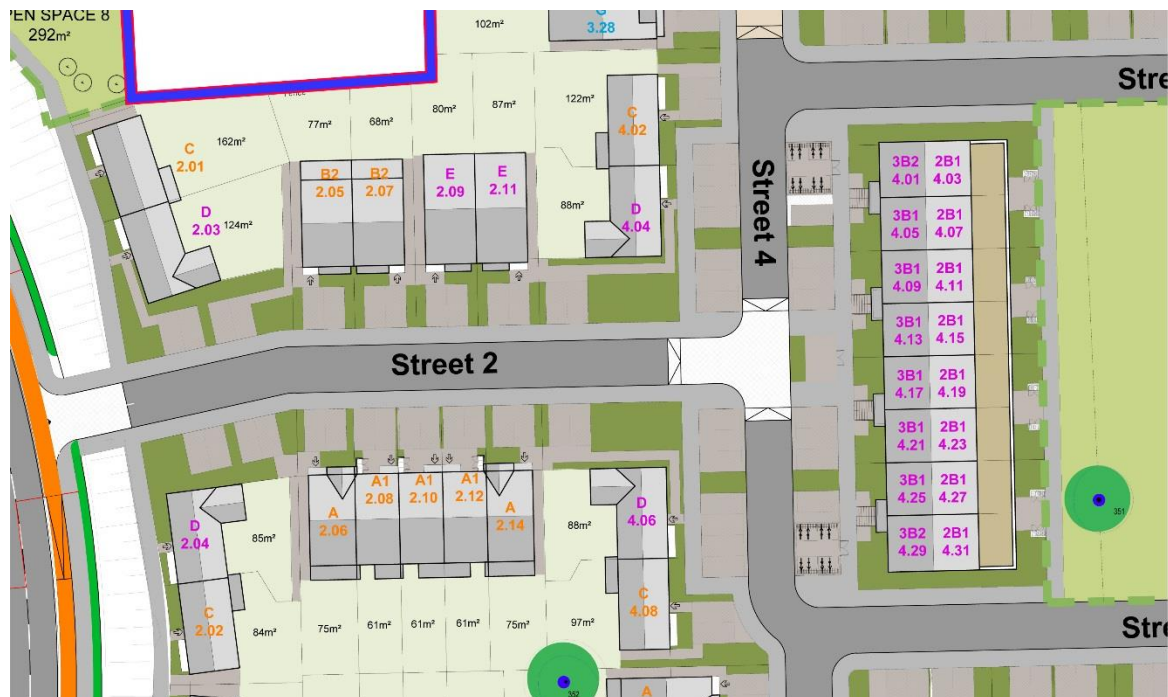 PEN SPACE 8
292m²
102m²
G
3.28
Stre
C
2.01
162m²
D
2.03
124m²
77m²
68m²
B2
2.05
B2
2.07
80m²
87m²
E
2.09
E
2.11
122m²
C
4.02
88m²
D
4.04
Street 4
3B2
4.01
2B1
4.03
3B1
4.05
2B1
4.07
3B1
4.09
2B1
4.11
3B1
4.13
2B1
4.15
3B1
4.17
2B1
4.19
3B1
4.21
2B1
4.23
3B1
4.25
2B1
4.27
3B2
4.29
2B1
4.31
351
Street 2
D
2.04
85m²
C
2.02
84m²
A
2.06
A1
2.08
A1
2.10
A1
2.12
A
2.14
75m²
61m²
61m²
61m²
75m²
88m²
D
4.06
C
4.08
97m²
352
A
Stre